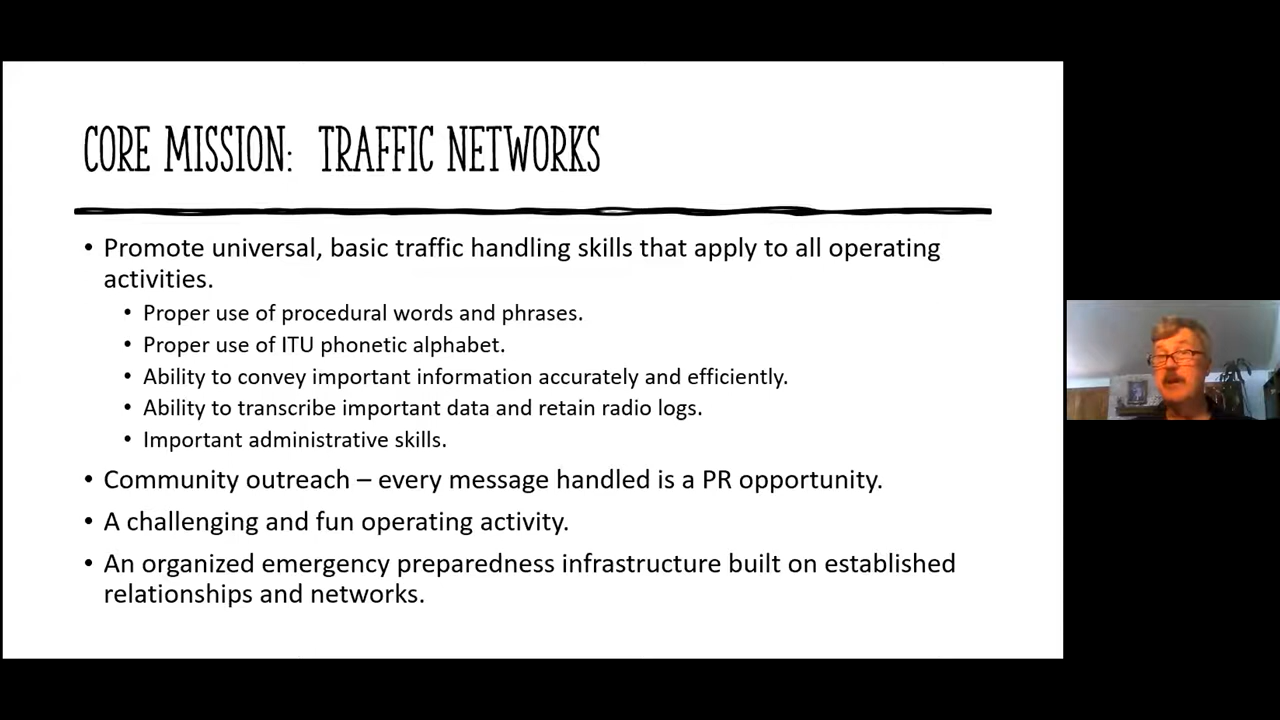 CORE MISSION: TRAFFIC NETWORKS
• Promote universal, basic traffic handling skills that apply to all operating
activities.
• Proper use of procedural words and phrases.
• Proper use of ITU phonetic alphabet.
• Ability to convey important information accurately and efficiently.
• Ability to transcribe important data and retain radio logs.
• Important administrative skills.
• Community outreach – every message handled is a PR opportunity.
• A challenging and fun operating activity.
• An organized emergency preparedness infrastructure built on established
relationships and networks.